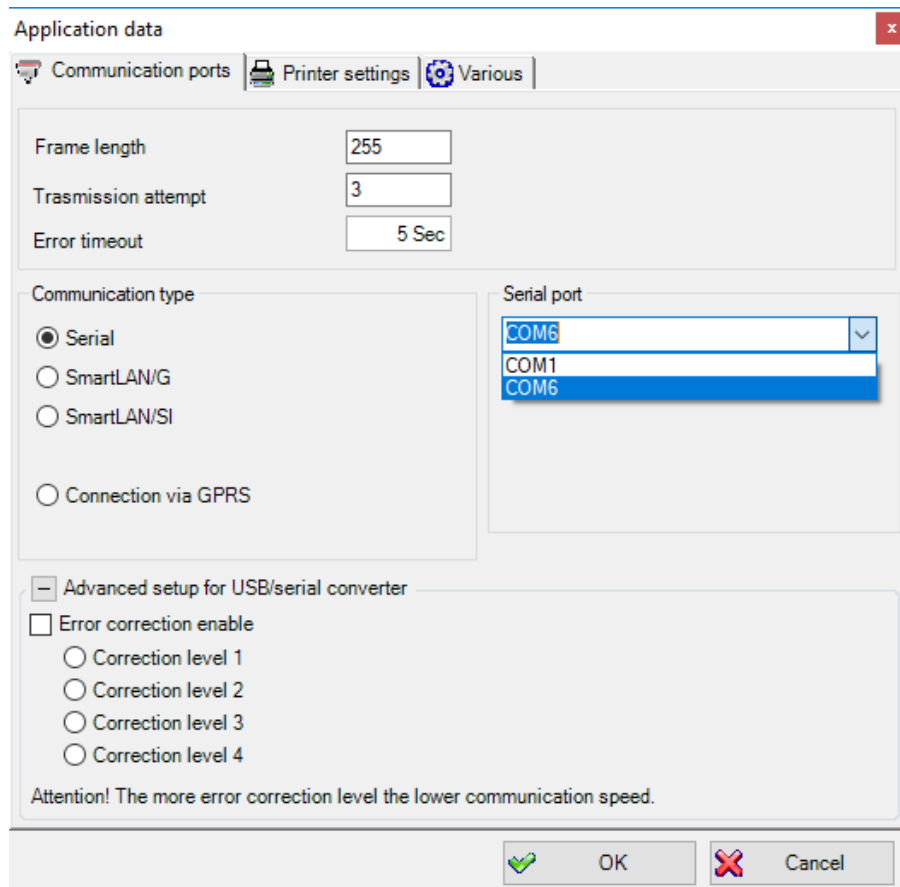 Application data
x
Communication ports Printer settings Various
Frame length 255
Trasmission attempt 3
Error timeout 5 Sec
Communication type
Serial
SmartLAN/G
SmartLAN/SI
Connection via GPRS
Serial port
COM6
COM1
COM6
Advanced setup for USB/serial converter
Error correction enable
Correction level 1
Correction level 2
Correction level 3
Correction level 4
Attention! The more error correction level the lower communication speed.
OK Cancel